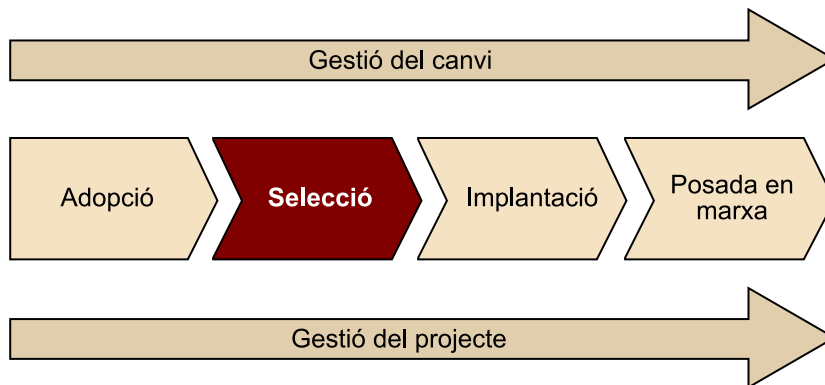 Gestió del canvi
Adopció
Selecció
Implantació
Posada en
marxa
Gestió del projecte